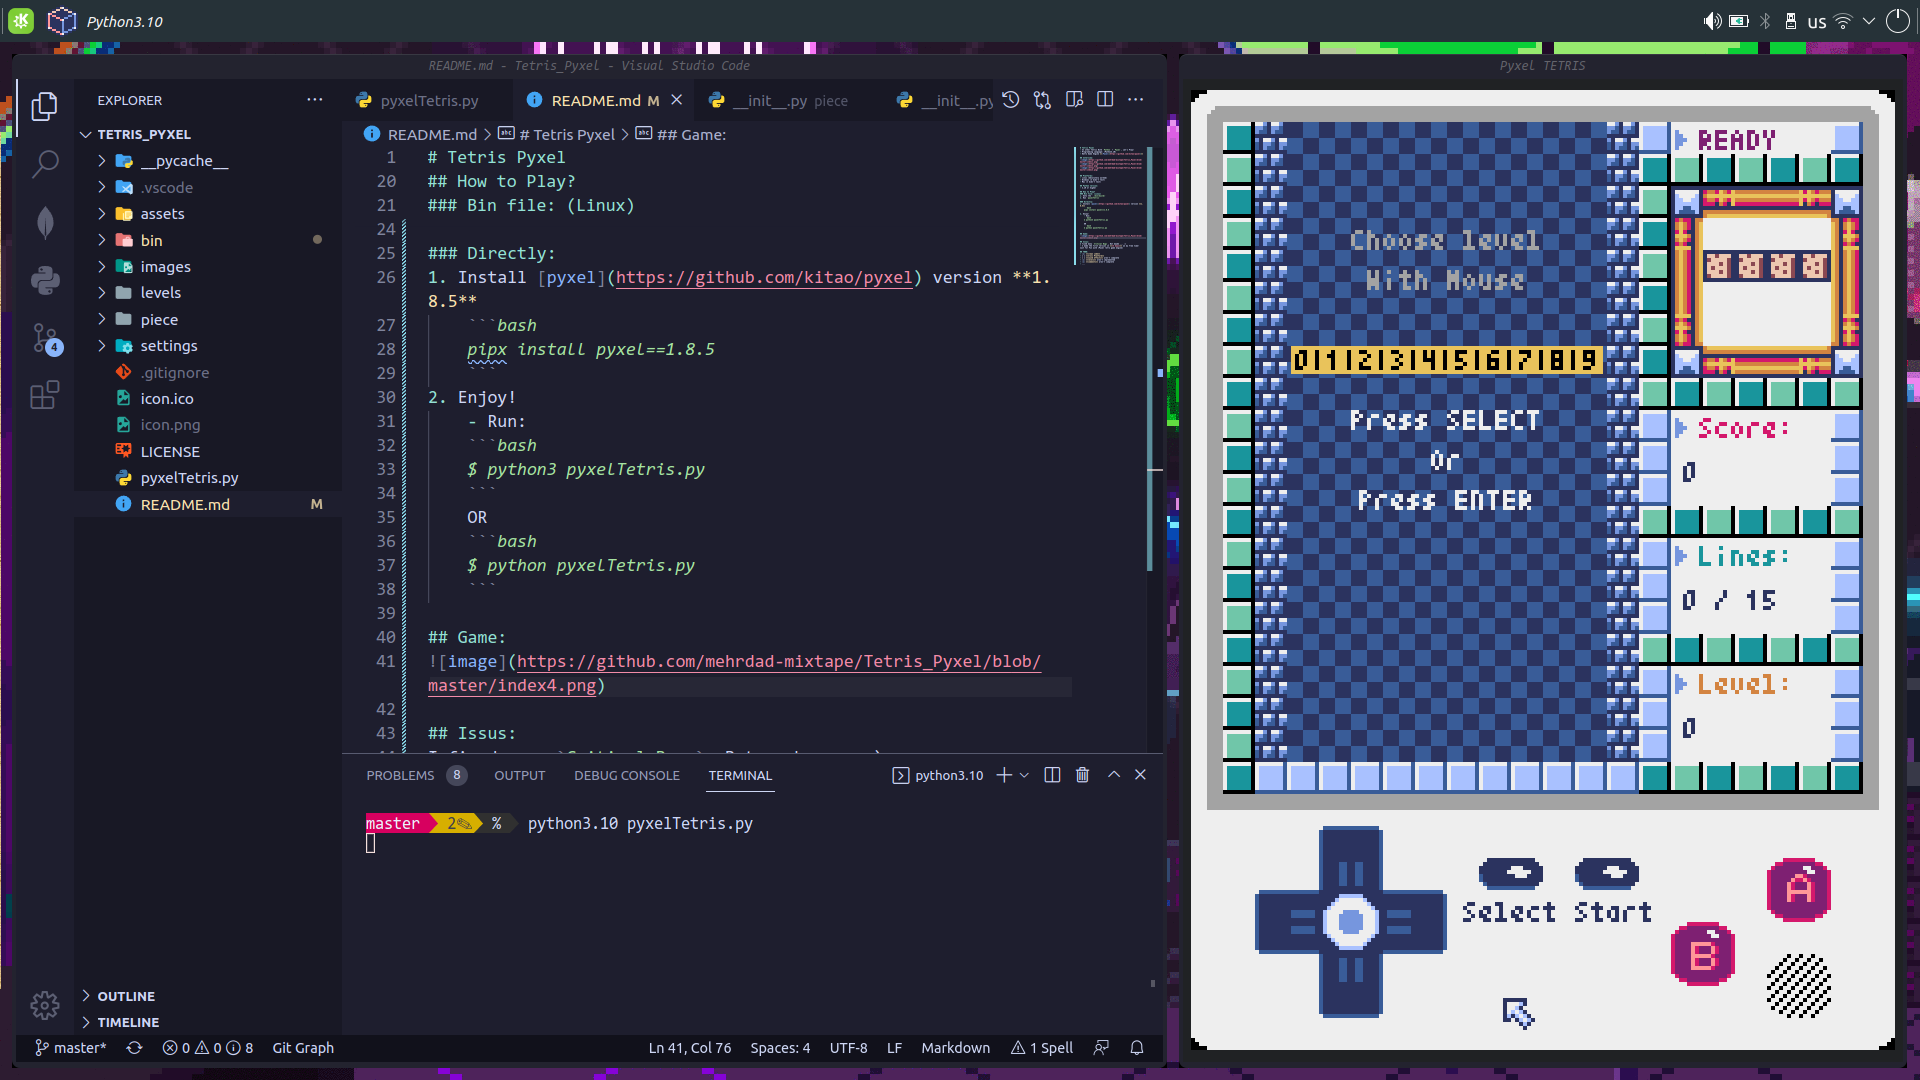 Python3.10
us
README.md - Tetris_Pyxel - Visual Studio Code
EXPLORER
TETRIS_PYXEL
__pycache__
.vscode
assets
bin
images
levels
piece
settings
.gitignore
icon.ico
icon.png
LICENSE
pyxelTetris.py
README.md M
OUTLINE
TIMELINE
4
pyxelTetris.py README.md M __init__.py piece __init__.py
README.md > # Tetris Pyxel > ## Game:
1 # Tetris Pyxel
20 ## How to Play?
21 ### Bin file: (Linux)
24
25 ### Directly:
26 1. Install [pyxel](https://github.com/kitao/pyxel) version **1.
8.5**
27 ```bash
28 pipx install pyxel==1.8.5
29 ```
30 2. Enjoy!
31 - Run:
32 ```bash
33 $ python3 pyxelTetris.py
34 ```
35 OR
36 ```bash
37 $ python pyxelTetris.py
38 ```
39
40 ## Game:
41 ![image](https://github.com/mehrdad-mixtape/Tetris_Pyxel/blob/
master/index4.png)
42
43 ## Issus:
PROBLEMS 8 OUTPUT DEBUG CONSOLE TERMINAL python3.10
master 2 % python3.10 pyxelTetris.py
master* 0 0 8 Git Graph Ln 41, Col 76 Spaces: 4 UTF-8 LF Markdown 1 Spell
Pyxel TETRIS
READY
Choose level
With Mouse
0|1|2|3|4|5|6|7|8|9
Press SELECT
Or
Press ENTER
Score:
0
Lines:
0 / 15
Level:
0
Select Start
A
B